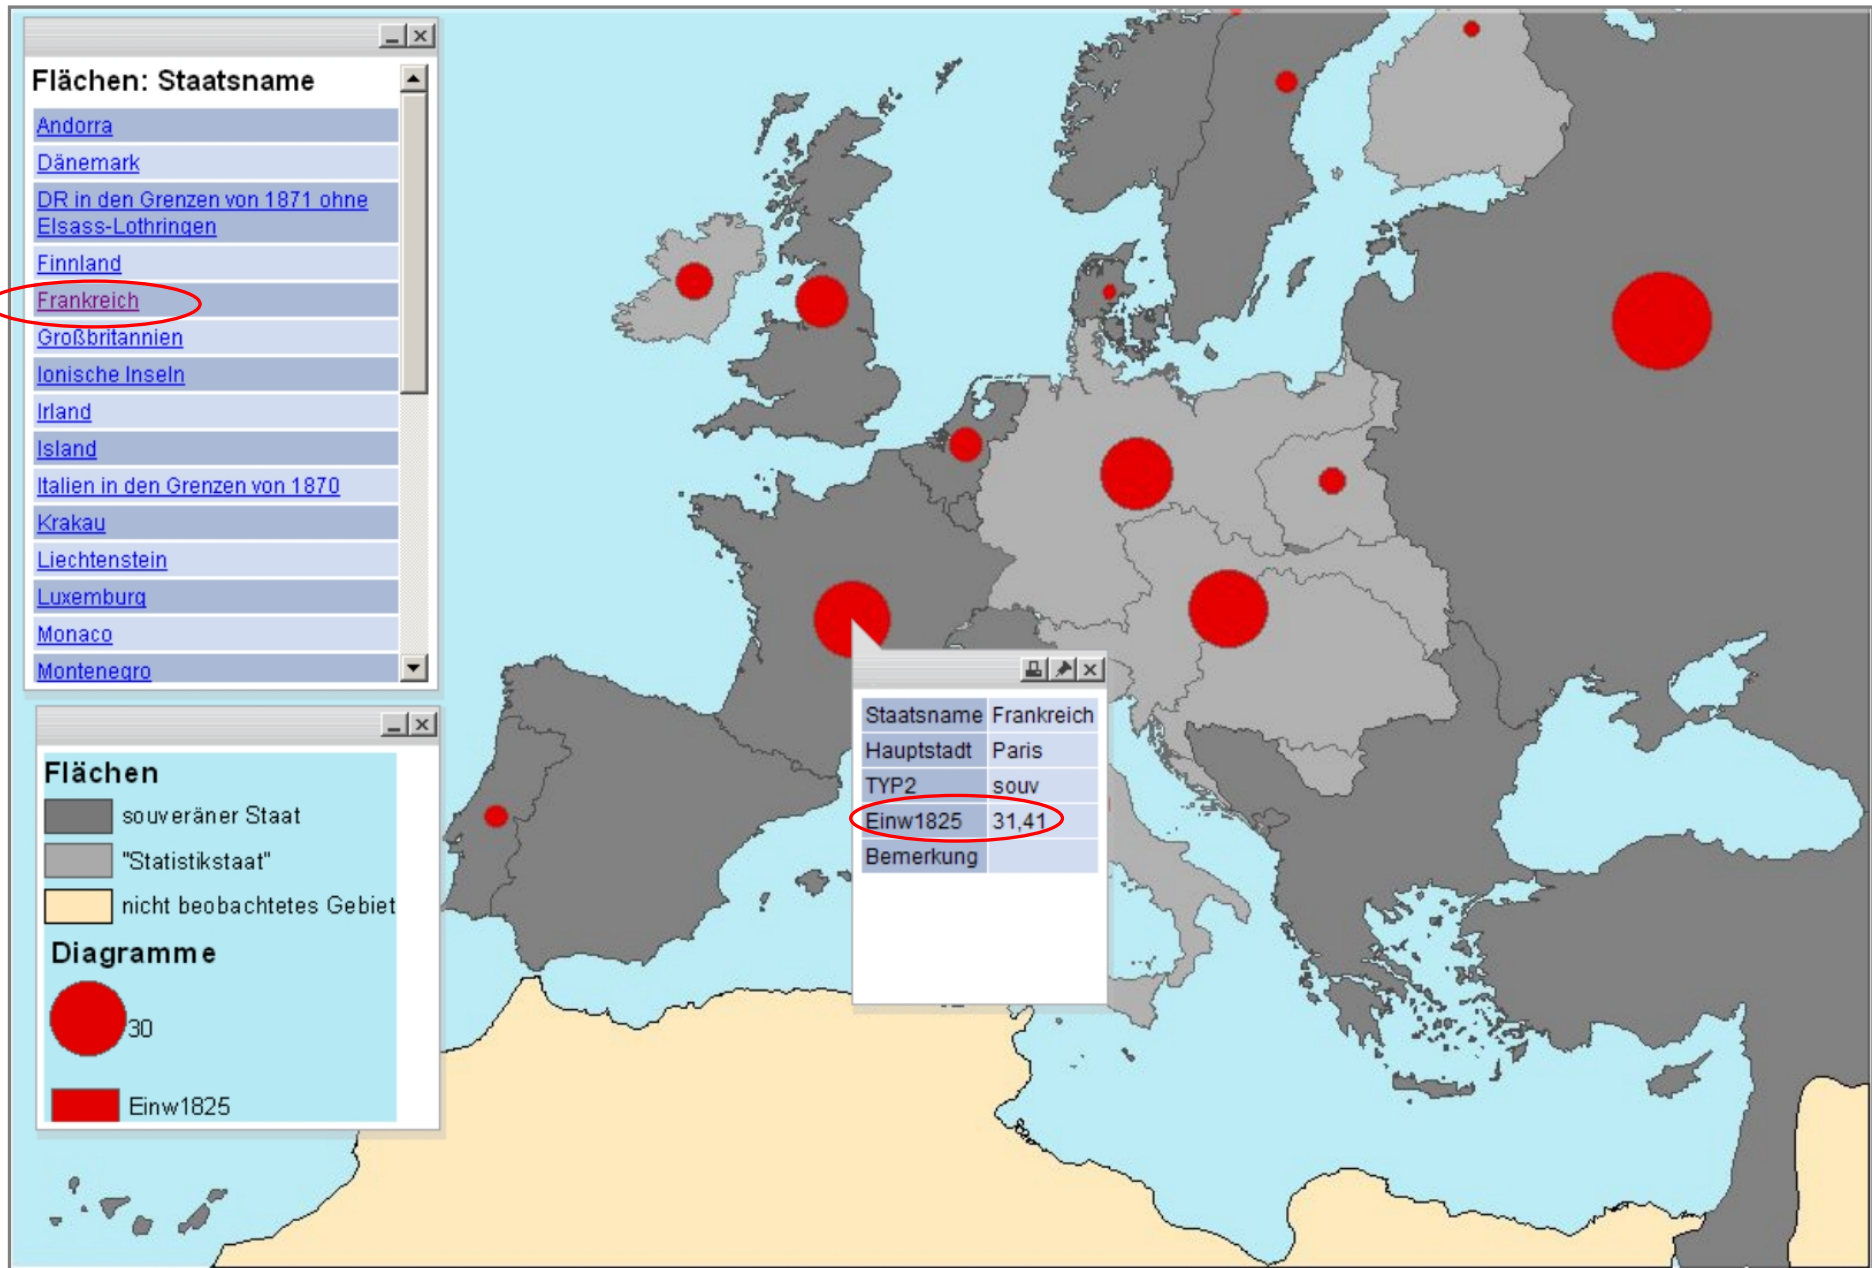 Flächen: Staatsname
Andorra
Dänemark
DR in den Grenzen von 1871 ohne
Elsass-Lothringen
Finnland
Frankreich
Großbritannien
Ionische Inseln
Irland
Island
Italien in den Grenzen von 1870
Krakau
Liechtenstein
Luxemburg
Monaco
Montenegro
Flächen
souveräner Staat
"Statistikstaat"
nicht beobachtetes Gebiet
Diagramme
30
Einw1825
Staatsname Frankreich
Hauptstadt Paris
TYP2 souv
Einw1825 31,41
Bemerkung